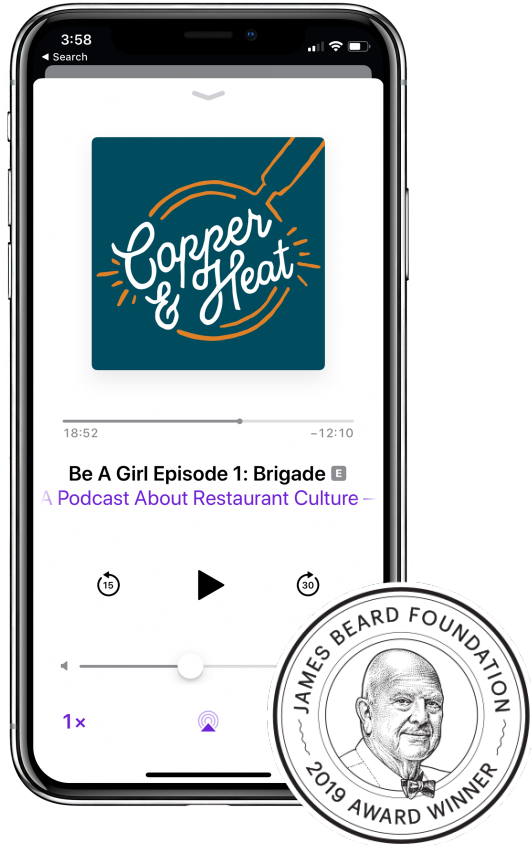 3:58
◀ Search
Copper
& Heat
18:52
−12:10
Be A Girl Episode 1: Brigade E
A Podcast About Restaurant Culture —
15
30
1×
JAMES BEARD FOUNDATION
2019 AWARD WINNER